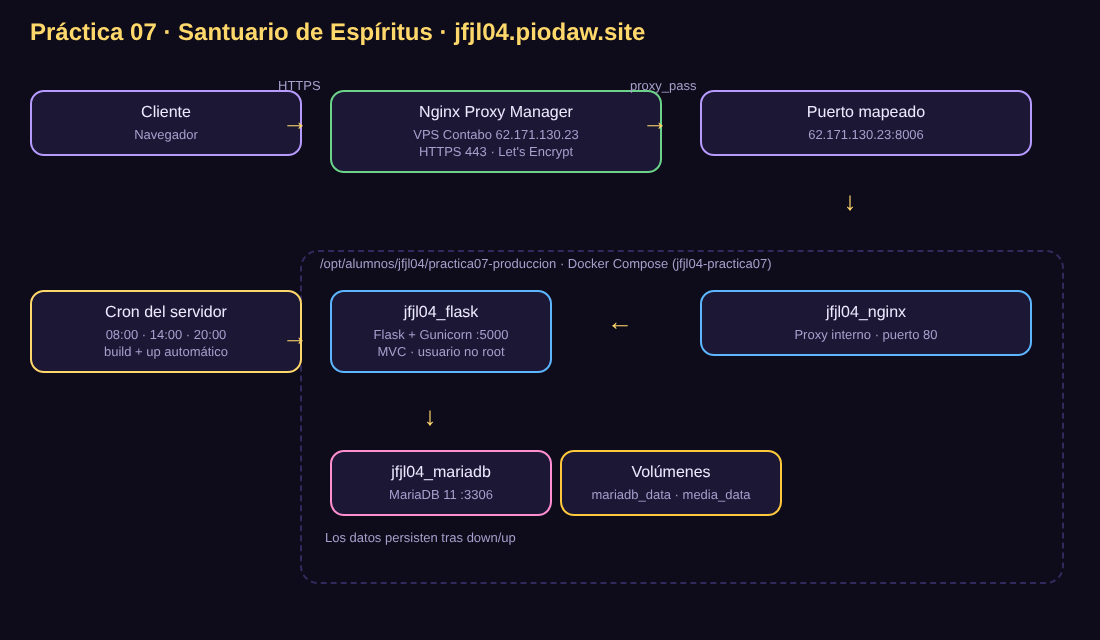 Práctica 07 · Santuario de Espíritus · jfjl04.piodaw.site
HTTPS
proxy_pass
Cliente
Navegador
→
Nginx Proxy Manager
VPS Contabo 62.171.130.23
HTTPS 443 · Let's Encrypt
→
Puerto mapeado
62.171.130.23:8006
↓
/opt/alumnos/jfjl04/practica07-produccion · Docker Compose (jfjl04-practica07)
Cron del servidor
08:00 · 14:00 · 20:00
build + up automático
→
jfjl04_flask
Flask + Gunicorn :5000
MVC · usuario no root
←
jfjl04_nginx
Proxy interno · puerto 80
↓
jfjl04_mariadb
MariaDB 11 :3306
Volúmenes
mariadb_data · media_data
Los datos persisten tras down/up